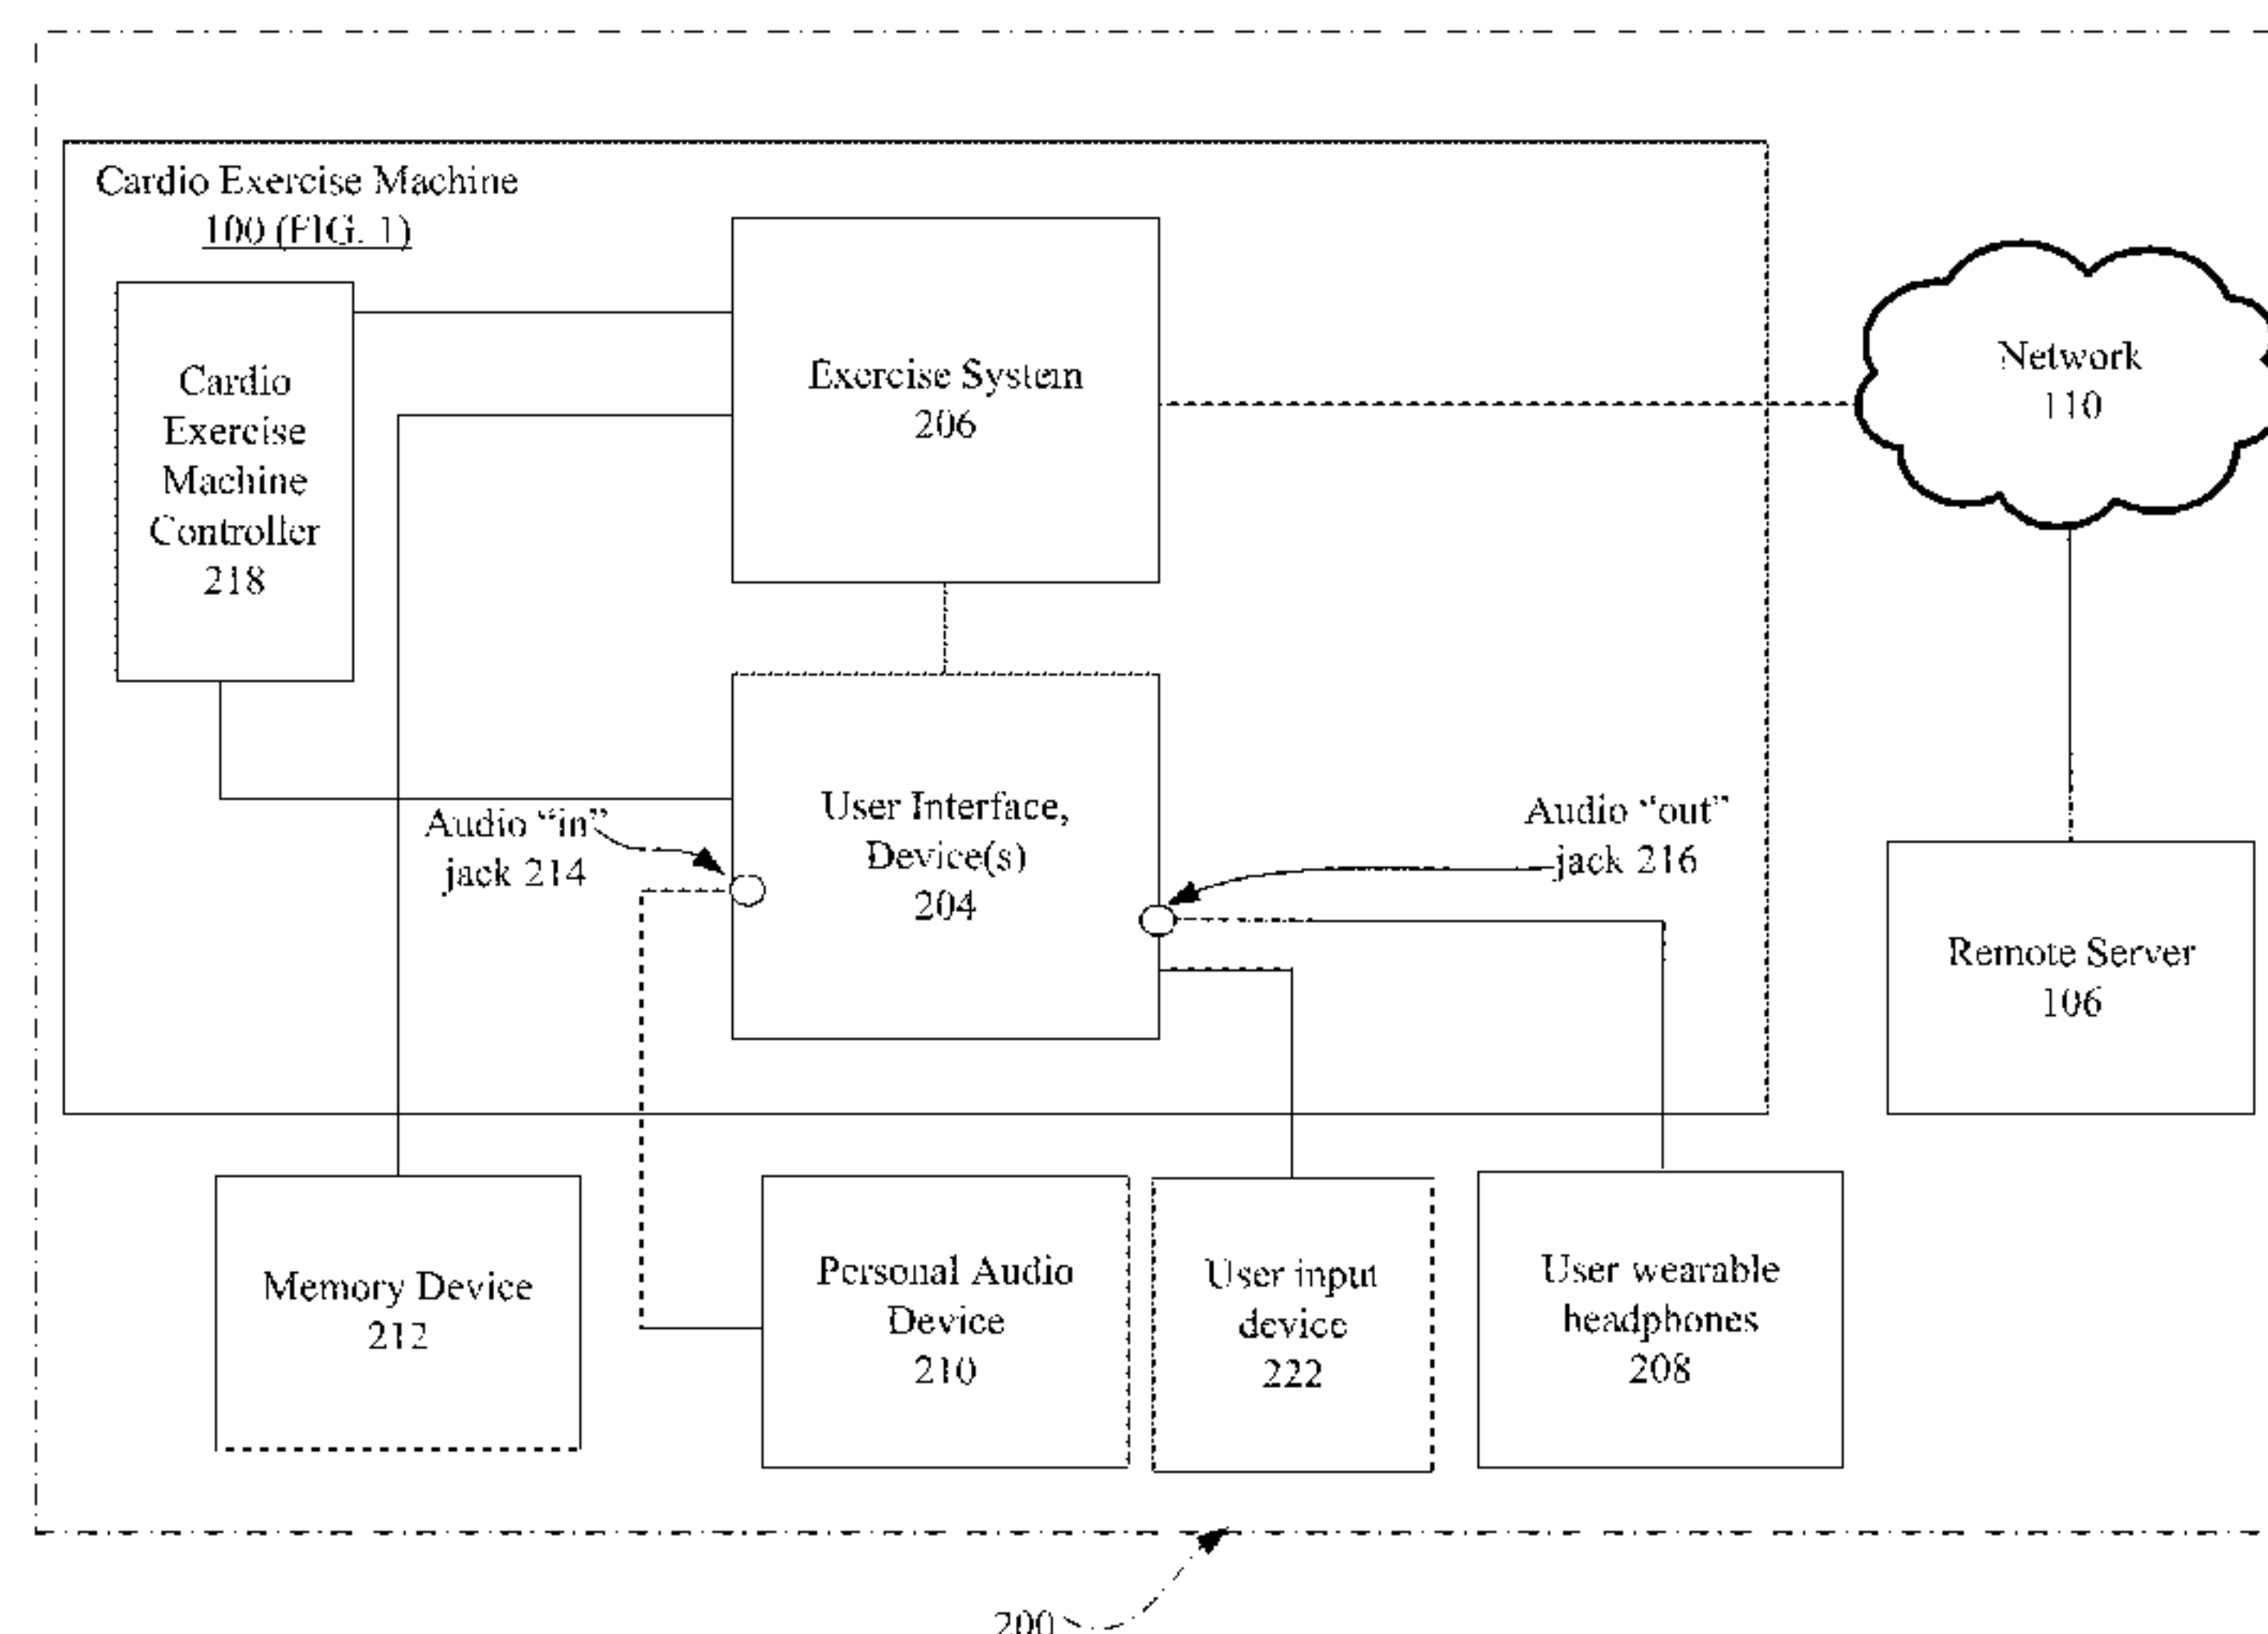 Cardio Exercise Machine
100 (FIG. 1)
Cardio
Exercise
Machine
Controller
218
Exercise System
206
Network
110
User Interface,
Device(s)
204
Audio “in”
jack 214
Audio “out”
jack 216
Remote Server
106
Memory Device
212
Personal Audio
Device
210
User input
device
222
User wearable
headphones
208
200